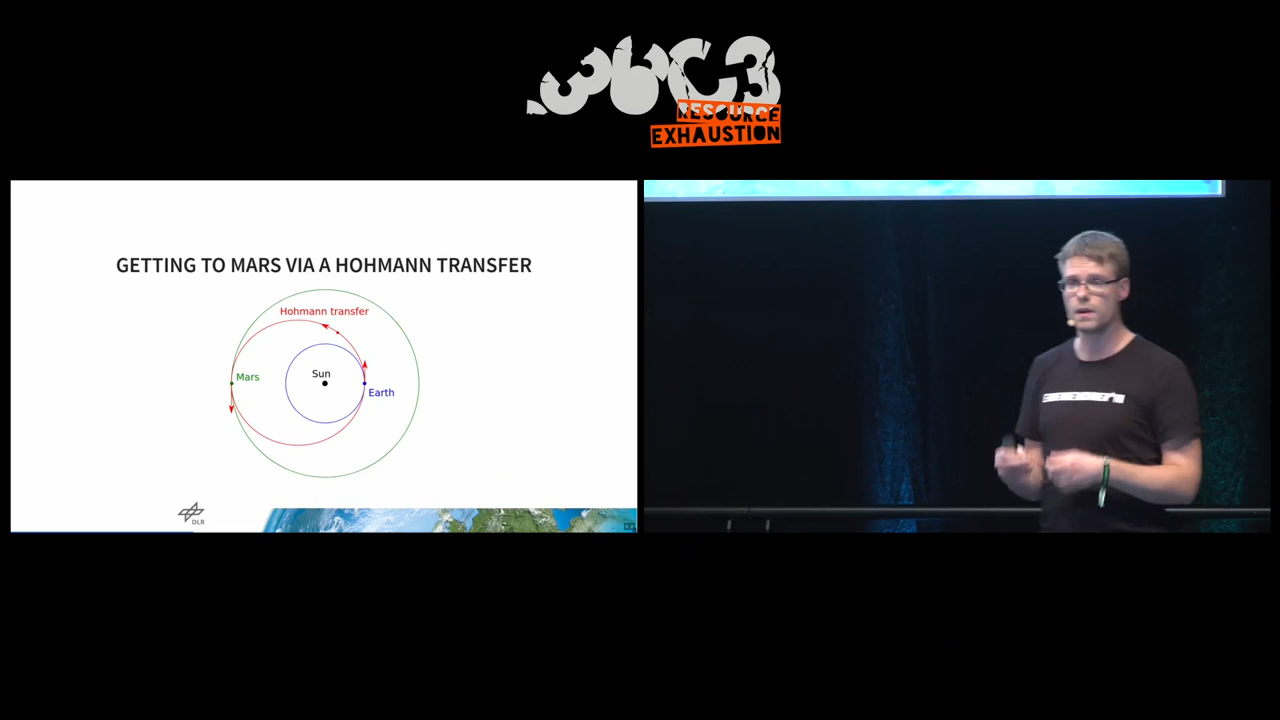 36C3
RESOURCE
EXHAUSTION
GETTING TO MARS VIA A HOHMANN TRANSFER
Hohmann transfer
Sun
Mars
Earth
DLR